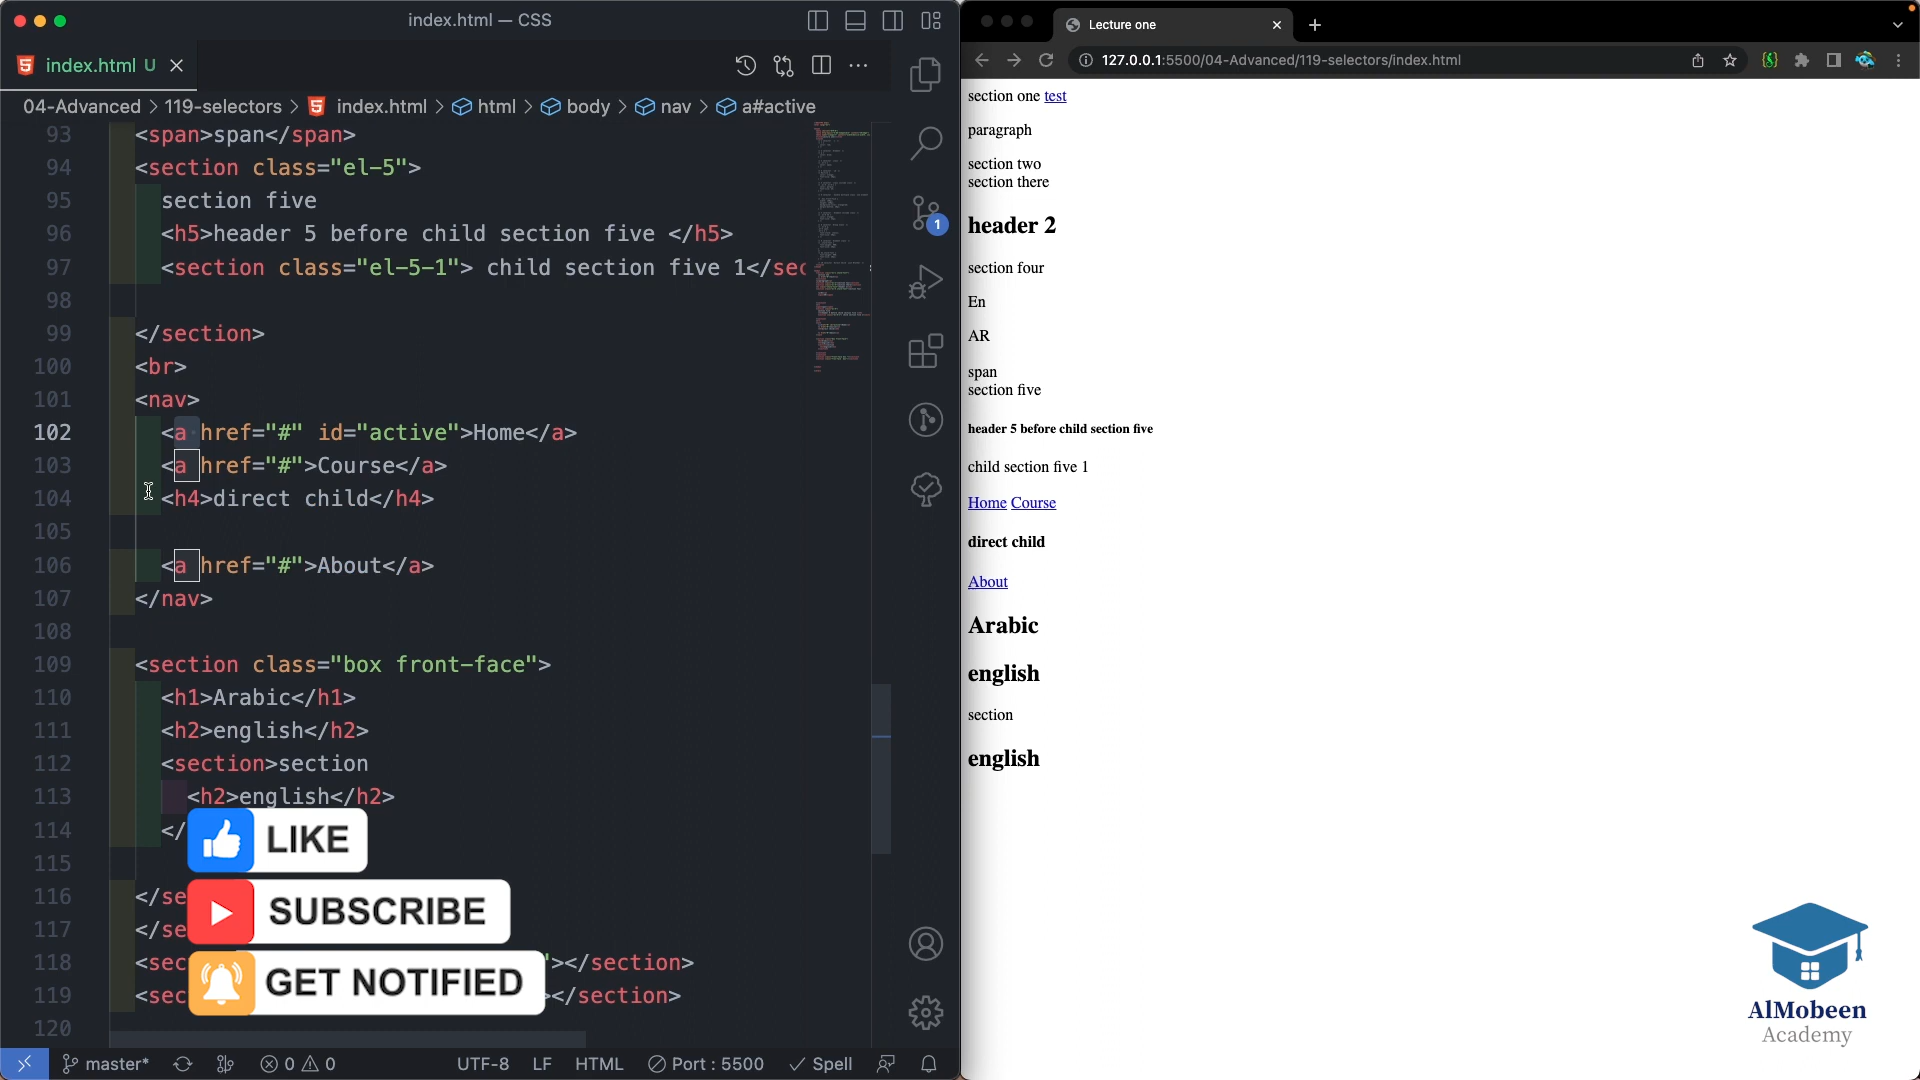 index.html — CSS
index.html U
04-Advanced > 119-selectors > index.html > html > body > nav > a#active
93 <span>span</span>
94 <section class="el-5">
95 section five
96 <h5>header 5 before child section five </h5>
97 <section class="el-5-1"> child section five 1</sec
98
99 </section>
100 <br>
101 <nav>
102 <a href="#" id="active">Home</a>
103 <a href="#">Course</a>
104 <h4>direct child</h4>
105
106 <a href="#">About</a>
107 </nav>
108
109 <section class="box front-face">
110 <h1>Arabic</h1>
111 <h2>english</h2>
112 <section>section
113 <h2>english</h2>
114 </
115
116 </se
117 </se
118 <sec "></section>
119 <sec ></section>
120
LIKE
SUBSCRIBE
GET NOTIFIED
1
master* 0 0 UTF-8 LF HTML Port : 5500 Spell
Lecture one
127.0.0.1:5500/04-Advanced/119-selectors/index.html
section one test
paragraph
section two
section there
header 2
section four
En
AR
span
section five
header 5 before child section five
child section five 1
Home Course
direct child
About
Arabic
english
section
english
AlMobeen
Academy